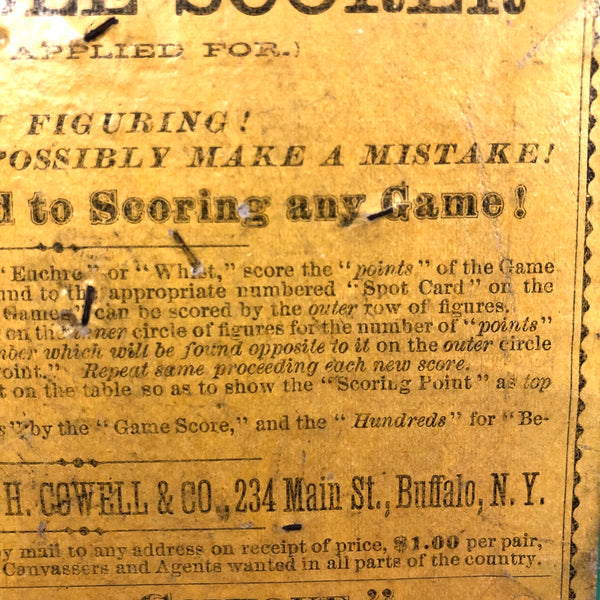 SCORER
APPLIED FOR.)
FIGURING!
POSSIBLY MAKE A MISTAKE!
to Scoring any Game!
"Euchre" or "Whist," score the "points" of the Game
to the appropriate numbered "Spot Card" on the
Games" can be scored by the outer row of figures.
on the inner circle of figures for the number of "points"
which will be found opposite to it on the outer circle
Point." Repeat same proceeding each new score.
on the table so as to show the "Scoring Point" as top
by the "Game Score," and the "Hundreds" for "Be-
H. COWELL & CO., 234 Main St., Buffalo, N. Y.
by mail to any address on receipt of price, $1.00 per pair,
Canvassers and Agents wanted in all parts of the country.